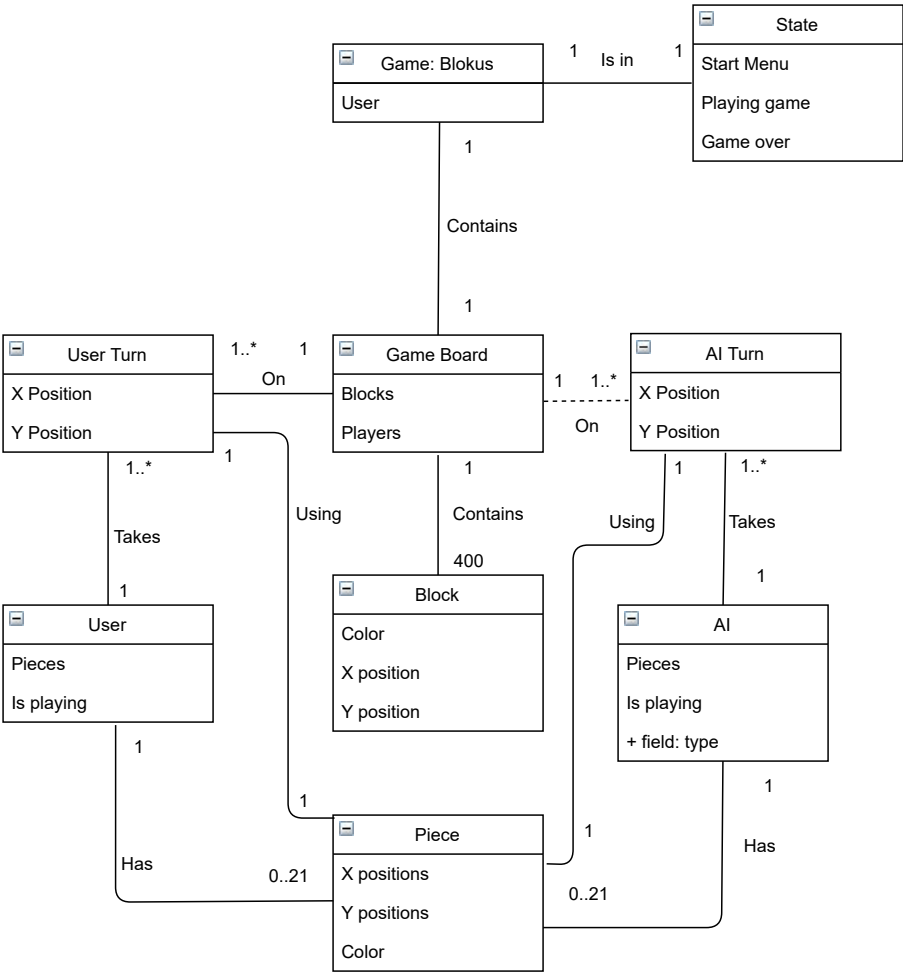 State
Game: Blokus
1
Is in
1
Start Menu
User
Playing game
Game over
1
Contains
1
User Turn
1..*
1
Game Board
AI Turn
X Position
On
Blocks
1
1..*
X Position
Y Position
Players
On
Y Position
1..*
1
1
1
1..*
Takes
Using
Contains
Using
Takes
1
400
1
User
Block
AI
Pieces
Color
Pieces
Is playing
X position
Is playing
Y position
+ field: type
1
1
1
Piece
1
Has
Has
0..21
X positions
0..21
Y positions
Color